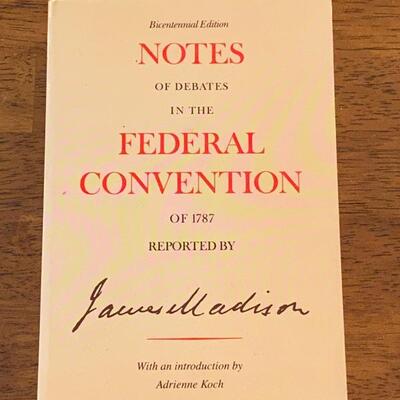 Bicentennial Edition
NOTES
OF DEBATES
IN THE
FEDERAL
CONVENTION
OF 1787
REPORTED BY
James Madison
With an introduction by
Adrienne Koch